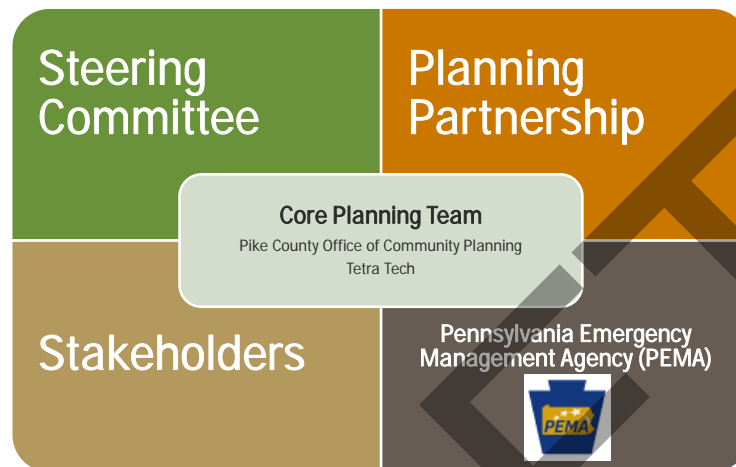 Steering
Committee
Planning
Partnership
Core Planning Team
Pike County Office of Community Planning
Tetra Tech
Stakeholders
Pennsylvania Emergency
Management Agency (PEMA)
PEMA